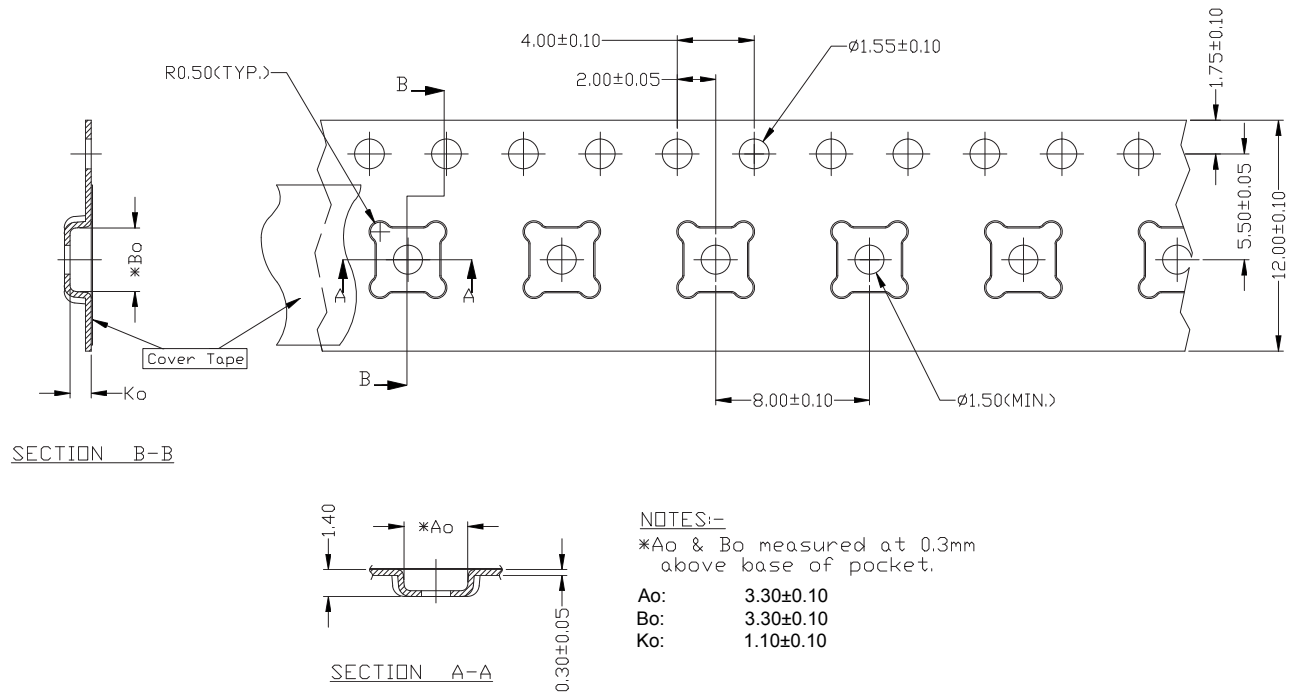 4.00±0.10
Ø1.55±0.10
1.75±0.10
R0.50(TYP.)
2.00±0.05
B
5.50±0.05
12.00±0.10
*Bo
A
A
Cover Tape
B
Ko
8.00±0.10
Ø1.50(MIN.)
SECTION B-B
1.40
*Ao
0.30±0.05
SECTION A-A
NOTES:-
*Ao & Bo measured at 0.3mm
above base of pocket.
Ao: 3.30±0.10
Bo: 3.30±0.10
Ko: 1.10±0.10